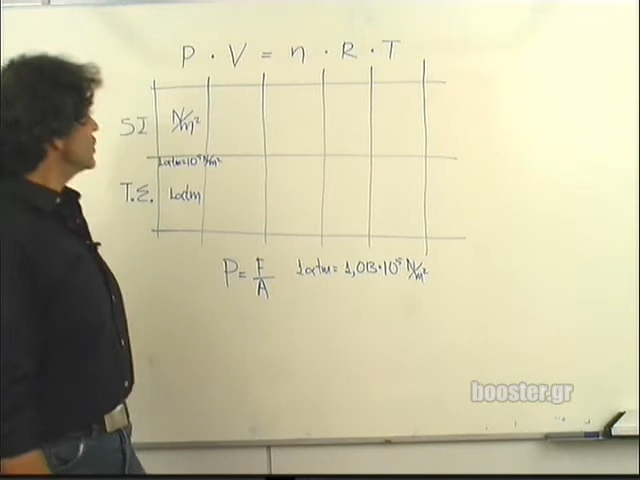 P · V = n · R · T
SI N/m²
1atm=10⁵ N/m²
T.E. 1atm
P = F/A 1atm = 1,013·10⁵ N/m²
booster.gr